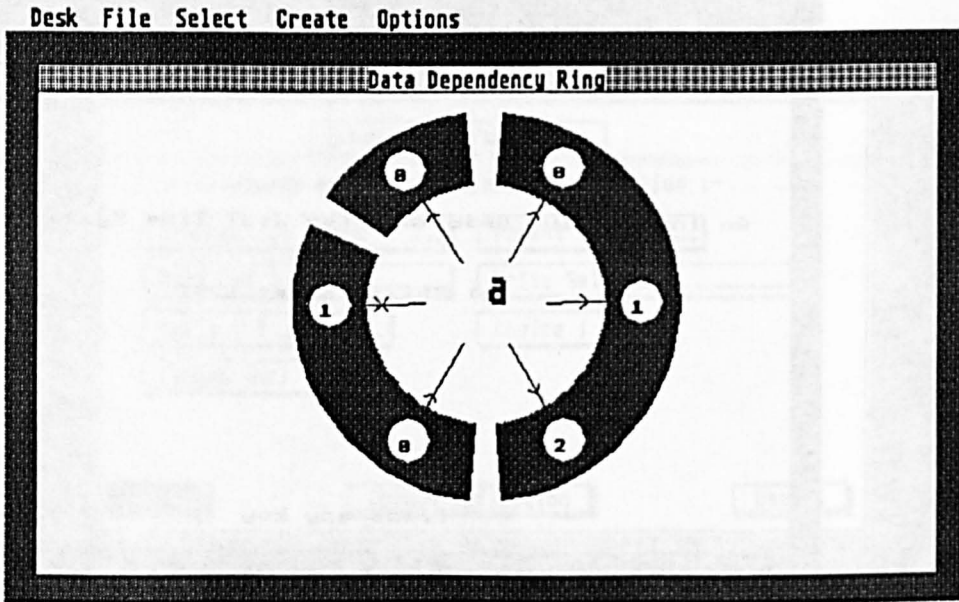 Desk File Select Create Options
Data Dependency Ring
0 0
1 a 1
0 2